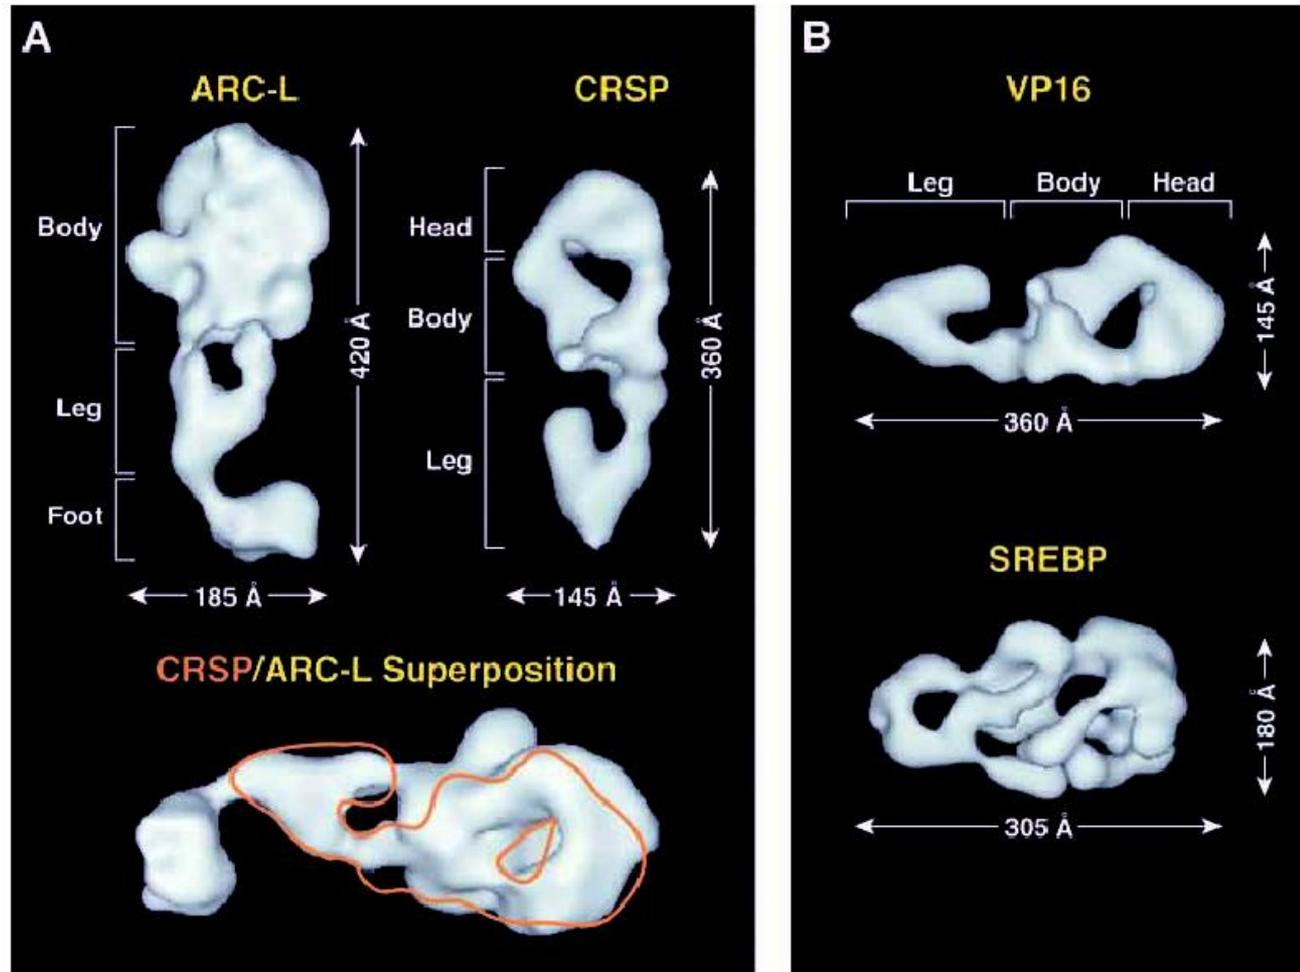 A
ARC-L
Body
Leg
Foot
420 Å
185 Å
CRSP
Head
Body
Leg
360 Å
145 Å
CRSP/ARC-L Superposition
B
VP16
Leg
Body
Head
145 Å
360 Å
SREBP
180 Å
305 Å